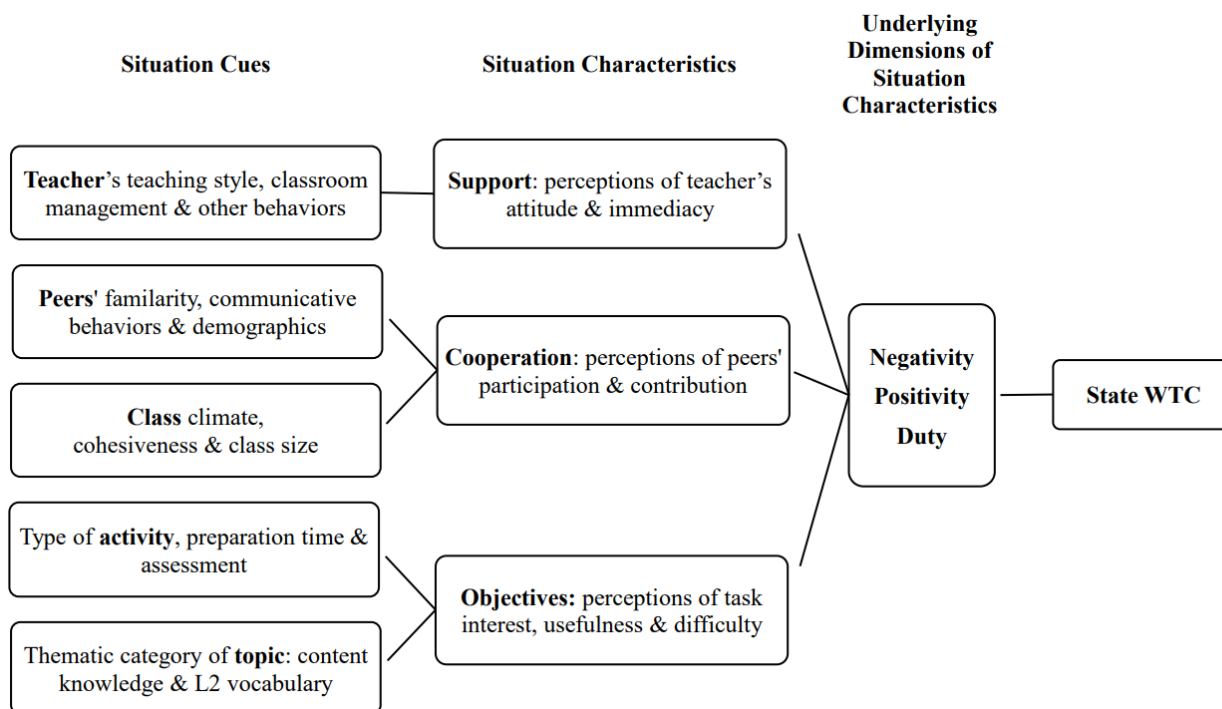 Situation Cues
Situation Characteristics
Underlying
Dimensions of
Situation
Characteristics
Teacher's teaching style, classroom
management & other behaviors
Support: perceptions of teacher's
attitude & immediacy
Peers' familarity, communicative
behaviors & demographics
Class climate,
cohesiveness & class size
Cooperation: perceptions of peers'
participation & contribution
Type of activity, preparation time &
assessment
Thematic category of topic: content
knowledge & L2 vocabulary
Objectives: perceptions of task
interest, usefulness & difficulty
Negativity
Positivity
Duty
State WTC